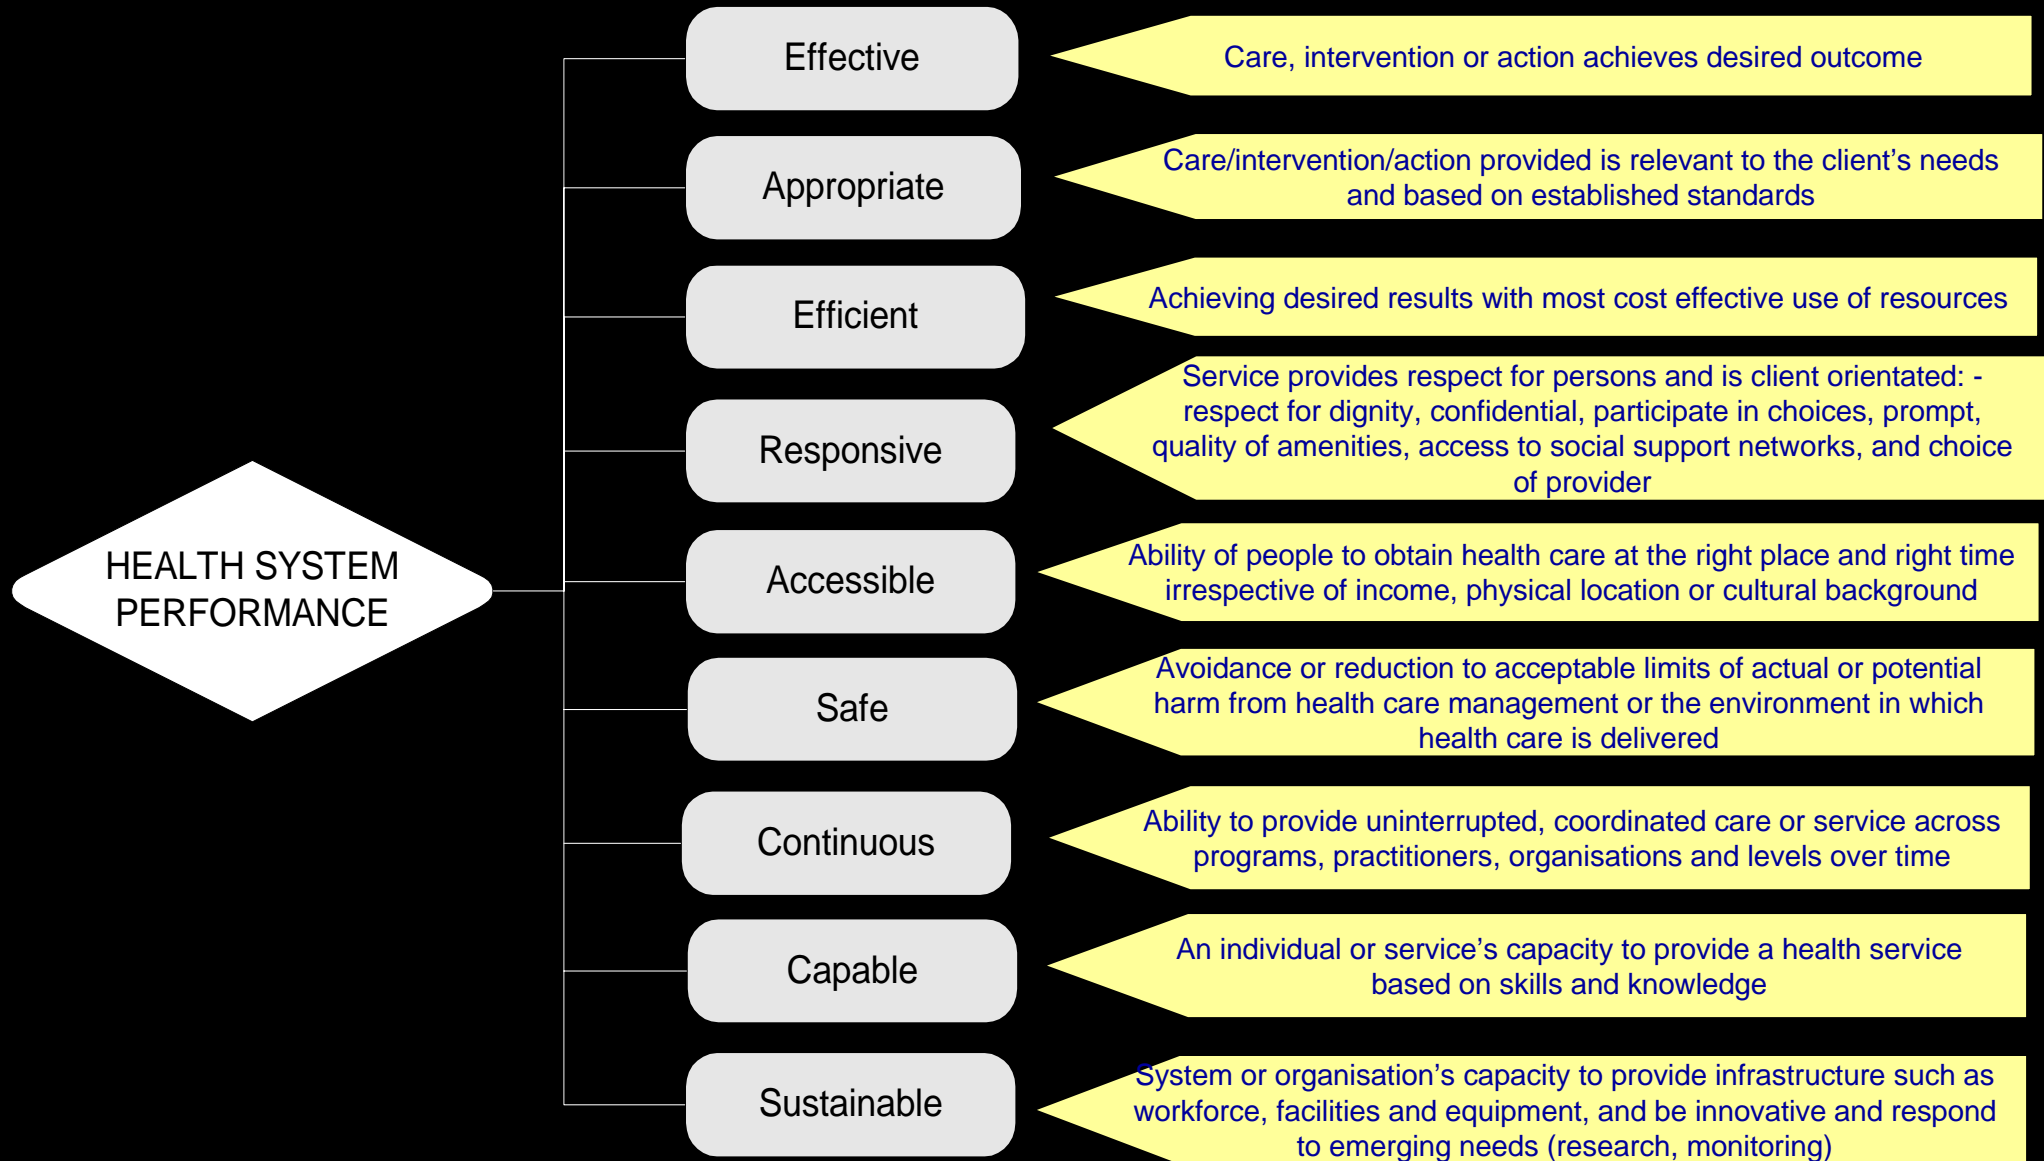 Effective
Care, intervention or action achieves desired outcome
Appropriate
Care/intervention/action provided is relevant to the client’s needs
and based on established standards
Efficient
Achieving desired results with most cost effective use of resources
Responsive
Service provides respect for persons and is client orientated: -
respect for dignity, confidential, participate in choices, prompt,
quality of amenities, access to social support networks, and choice
of provider
HEALTH SYSTEM
PERFORMANCE
Accessible
Ability of people to obtain health care at the right place and right time
irrespective of income, physical location or cultural background
Safe
Avoidance or reduction to acceptable limits of actual or potential
harm from health care management or the environment in which
health care is delivered
Continuous
Ability to provide uninterrupted, coordinated care or service across
programs, practitioners, organisations and levels over time
Capable
An individual or service’s capacity to provide a health service
based on skills and knowledge
Sustainable
System or organisation’s capacity to provide infrastructure such as
workforce, facilities and equipment, and be innovative and respond
to emerging needs (research, monitoring)